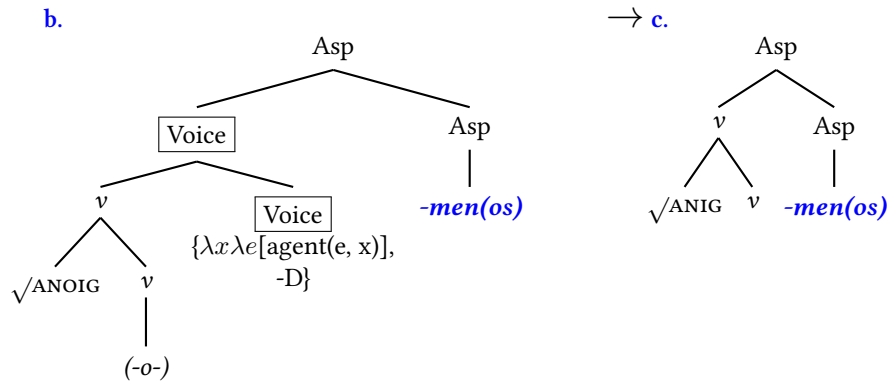 b.
→ c.
Asp
Asp
Voice
Asp
v
Asp
v
Voice
-men(os)
√ANIG
v
-men(os)
{λxλe[agent(e, x)],
-D}
√ANOIG
v
(-o-)